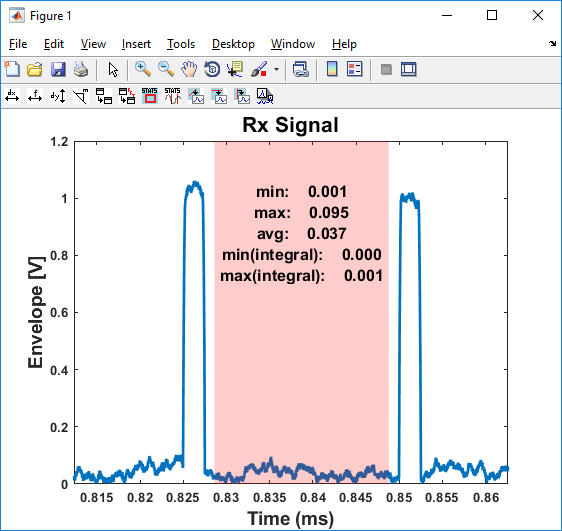 Figure 1
File Edit View Insert Tools Desktop Window Help
dx f dy STATS STATS
Rx Signal
1.2
1
0.8
0.6
0.4
0.2
0
Envelope [V]
min: 0.001
max: 0.095
avg: 0.037
min(integral): 0.000
max(integral): 0.001
0.815 0.82 0.825 0.83 0.835 0.84 0.845 0.85 0.855 0.86
Time (ms)